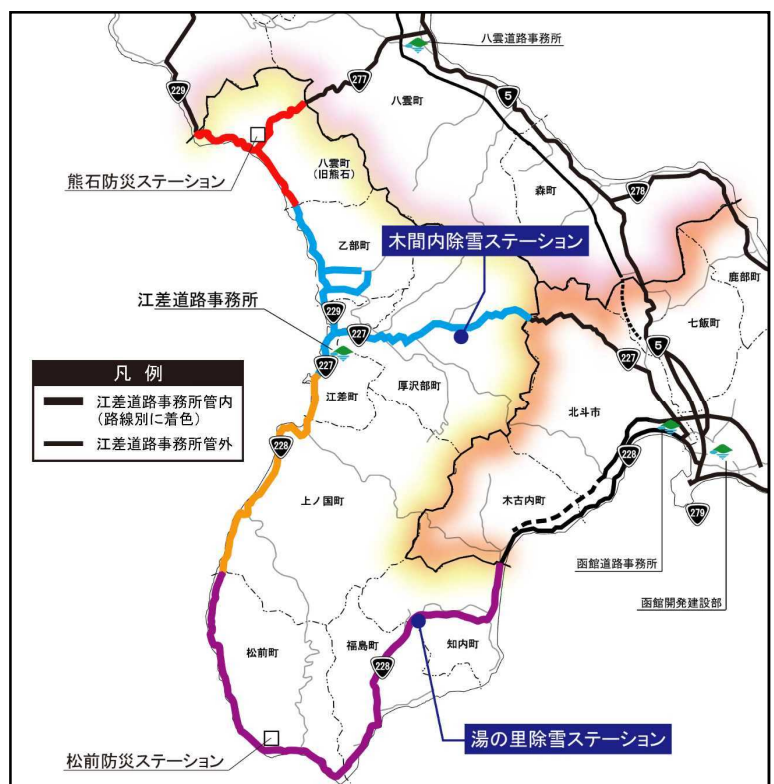 八雲道路事務所
229
277
5
八雲町
熊石防災ステーション
八雲町
(旧熊石)
森町
278
乙部町
木間内除雪ステーション
鹿部町
江差道路事務所
229
227
七飯町
5
227
227
凡例
江差道路事務所管内
(路線別に着色)
江差道路事務所管外
江差町
厚沢部町
北斗市
228
228
上ノ国町
木古内町
279
函館道路事務所
函館開発建設部
松前町
福島町
知内町
228
湯の里除雪ステーション
松前防災ステーション